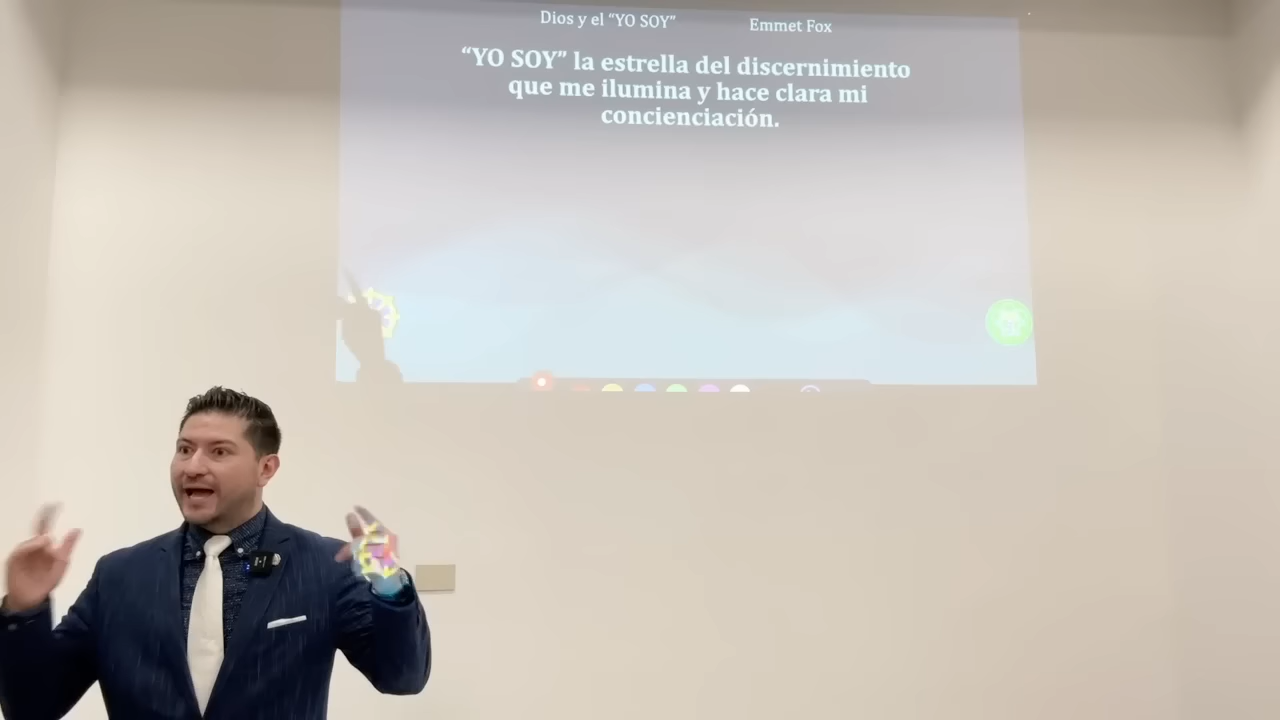 Dios y el “YO SOY”
Emmet Fox
“YO SOY” la estrella del discernimiento
que me ilumina y hace clara mi
concienciación.